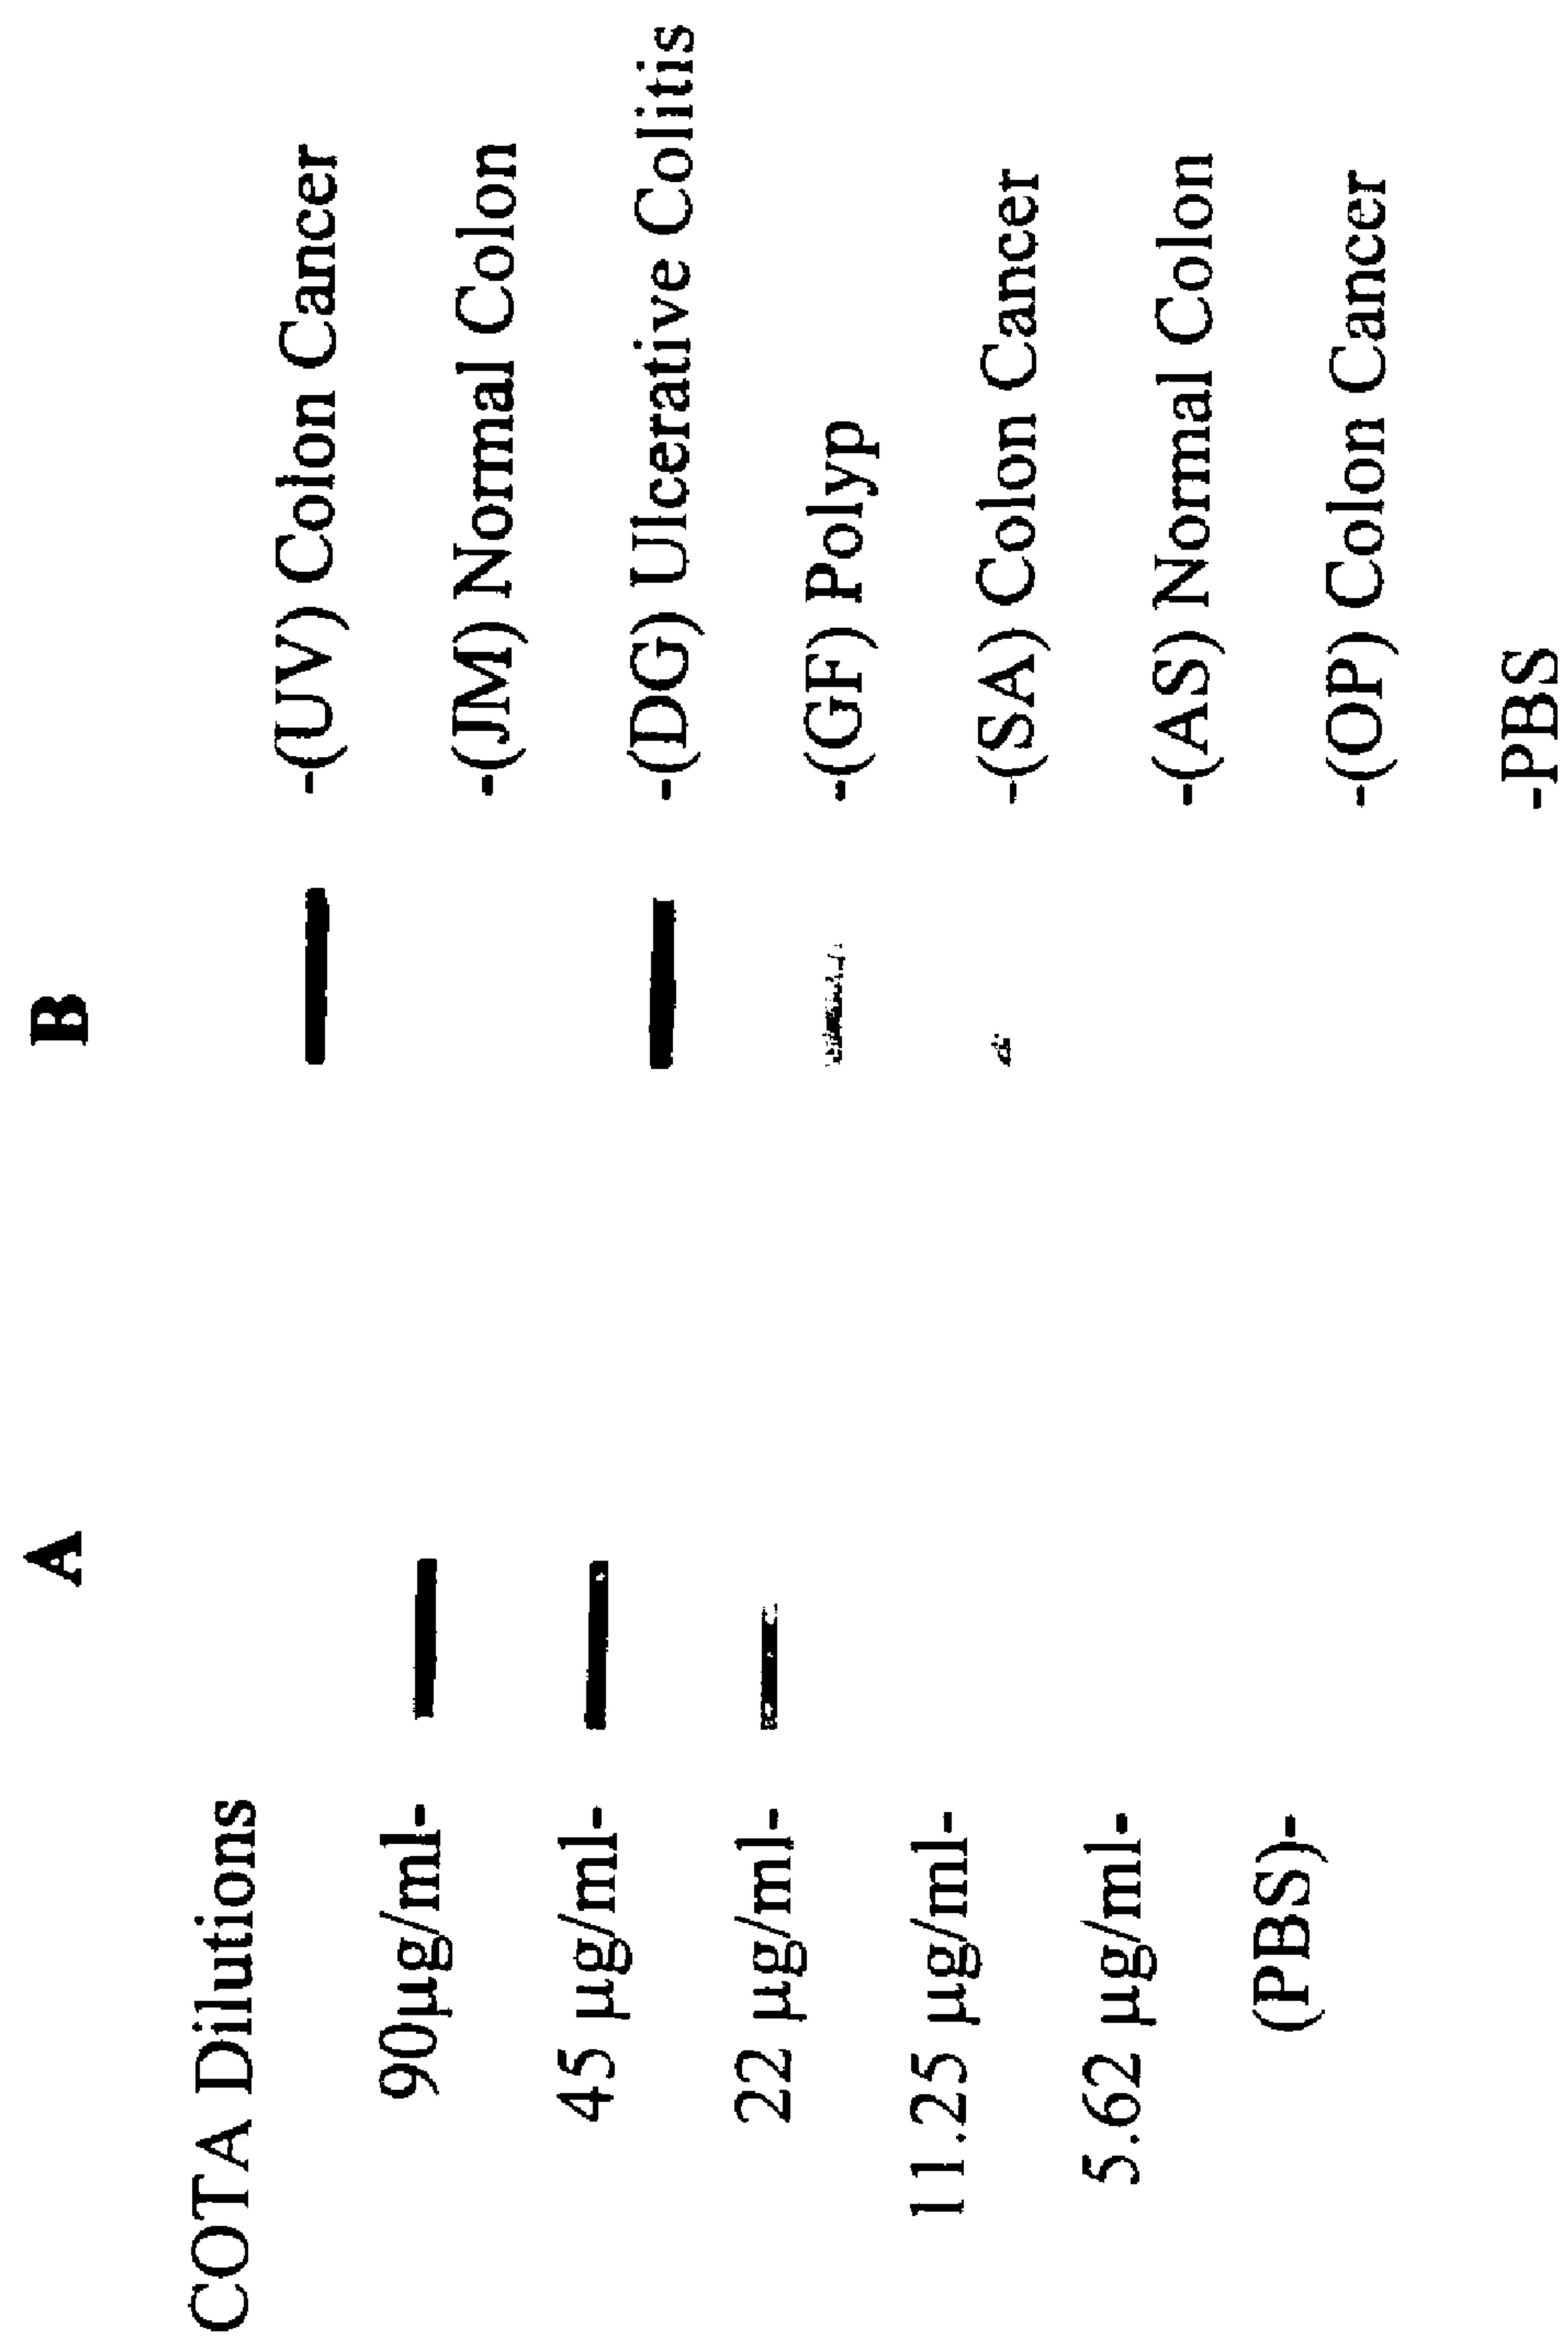 A
B
COTA Dilutions
90µg/ml-
45 µg/ml-
22 µg/ml-
11.25 µg/ml-
5.62 µg/ml-
(PBS)-
-(UV) Colon Cancer
-(JM) Normal Colon
-(DG) Ulcerative Colitis
-(GF) Polyp
-(SA) Colon Cancer
-(AS) Normal Colon
-(OP) Colon Cancer
-PBS